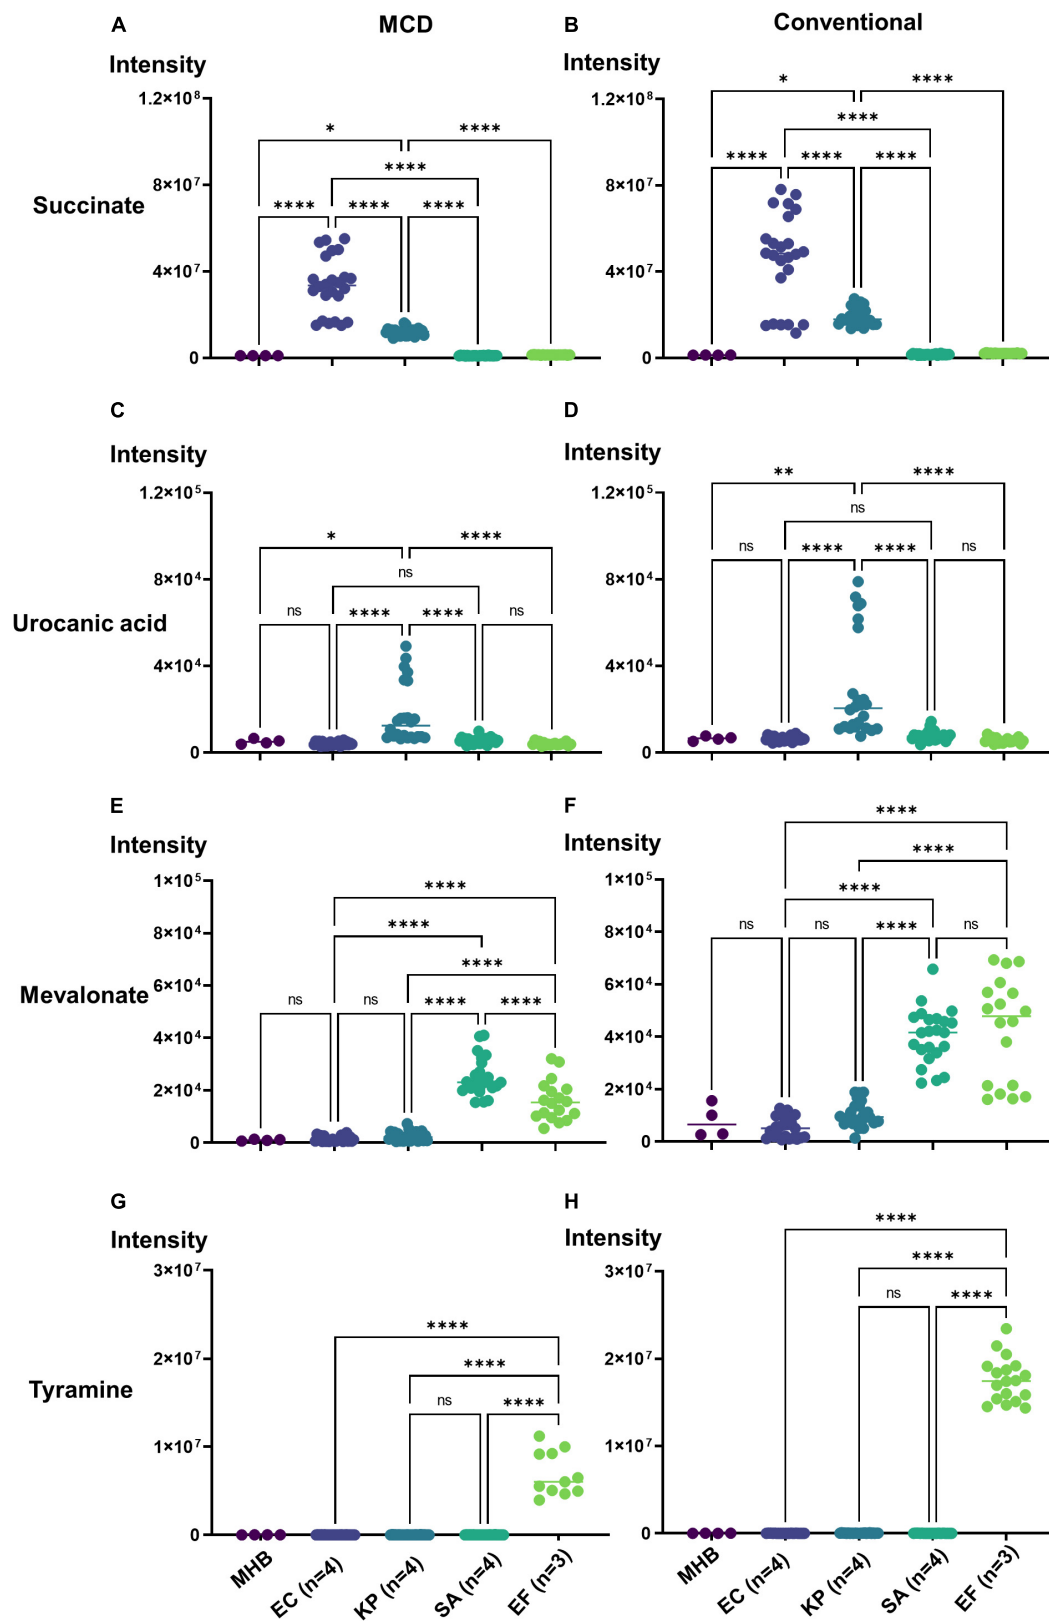 A
MCD
B
Conventional
Intensity
Intensity
1.2×10⁸
8×10⁷
4×10⁷
0
Succinate
*
****
****
****
****
****
1.2×10⁸
8×10⁷
4×10⁷
0
*
****
****
****
****
****
C
D
Intensity
Intensity
1.2×10⁵
8×10⁴
4×10⁴
0
Urocanic acid
*
****
ns
ns
****
****
ns
1.2×10⁵
8×10⁴
4×10⁴
0
**
****
ns
ns
****
****
ns
E
F
Intensity
Intensity
1×10⁵
8×10⁴
6×10⁴
4×10⁴
2×10⁴
0
Mevalonate
****
****
****
ns
ns
****
****
1×10⁵
8×10⁴
6×10⁴
4×10⁴
2×10⁴
0
****
****
****
ns
ns
****
ns
G
H
Intensity
Intensity
3×10⁷
2×10⁷
1×10⁷
0
Tyramine
****
****
ns
****
3×10⁷
2×10⁷
1×10⁷
0
****
****
ns
****
MHB
EC (n=4)
KP (n=4)
SA (n=4)
EF (n=3)
MHB
EC (n=4)
KP (n=4)
SA (n=4)
EF (n=3)